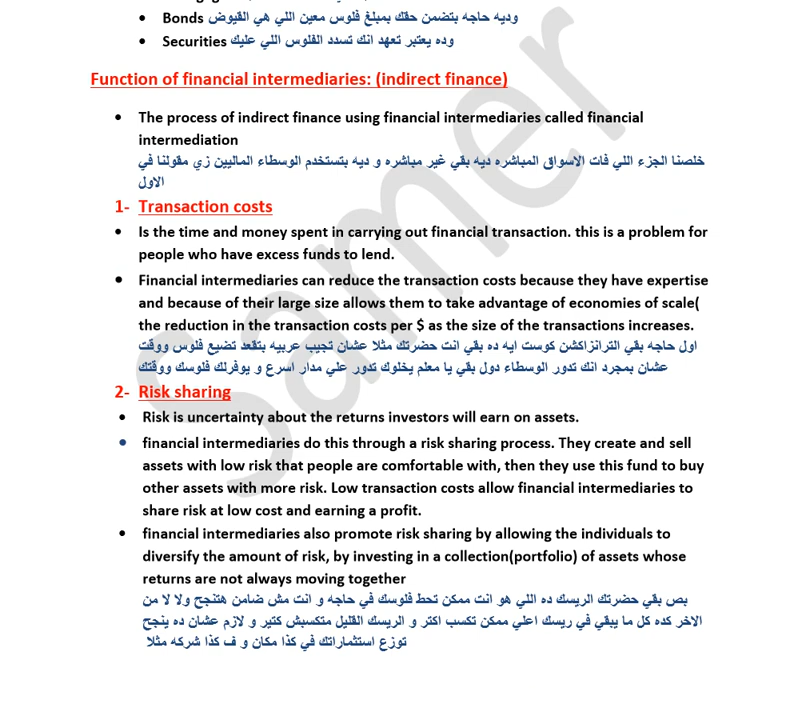 • Bonds وديه حاجه بتضمن حقك بمبلغ فلوس معين اللي هي القيوض
• Securities وده يعتبر تعهد انك تسدد الفلوس اللي عليك
Function of financial intermediaries: (indirect finance)
• The process of indirect finance using financial intermediaries called financial
intermediation
خلصنا الجزء اللي فات الاسواق المباشره ديه بقي غير مباشره و ديه بتستخدم الوسطاء الماليين زي مقولنا في
الاول
1- Transaction costs
• Is the time and money spent in carrying out financial transaction. this is a problem for
people who have excess funds to lend.
• Financial intermediaries can reduce the transaction costs because they have expertise
and because of their large size allows them to take advantage of economies of scale(
the reduction in the transaction costs per $ as the size of the transactions increases.
اول حاجه بقي الترانزاكشن كوست ايه ده بقي انت حضرتك مثلا عشان تجيب عربيه بتقعد تضيع فلوس ووقت
عشان بمجرد انك تدور الوسطاء دول بقي يا معلم يخلوك تدور علي مدار اسرع و يوفرلك فلوسك ووقتك
2- Risk sharing
• Risk is uncertainty about the returns investors will earn on assets.
• financial intermediaries do this through a risk sharing process. They create and sell
assets with low risk that people are comfortable with, then they use this fund to buy
other assets with more risk. Low transaction costs allow financial intermediaries to
share risk at low cost and earning a profit.
• financial intermediaries also promote risk sharing by allowing the individuals to
diversify the amount of risk, by investing in a collection(portfolio) of assets whose
returns are not always moving together
بص بقي حضرتك الريسك ده اللي هو انت ممكن تحط فلوسك في حاجه و انت مش ضامن هتنجح ولا لا من
الاخر كده كل ما يبقي في ريسك اعلي ممكن تكسب اكتر و الريسك القليل متكسبش كتير و لازم عشان ده ينجح
توزع استثماراتك في كذا مكان و ف كذا شركه مثلا
Samer